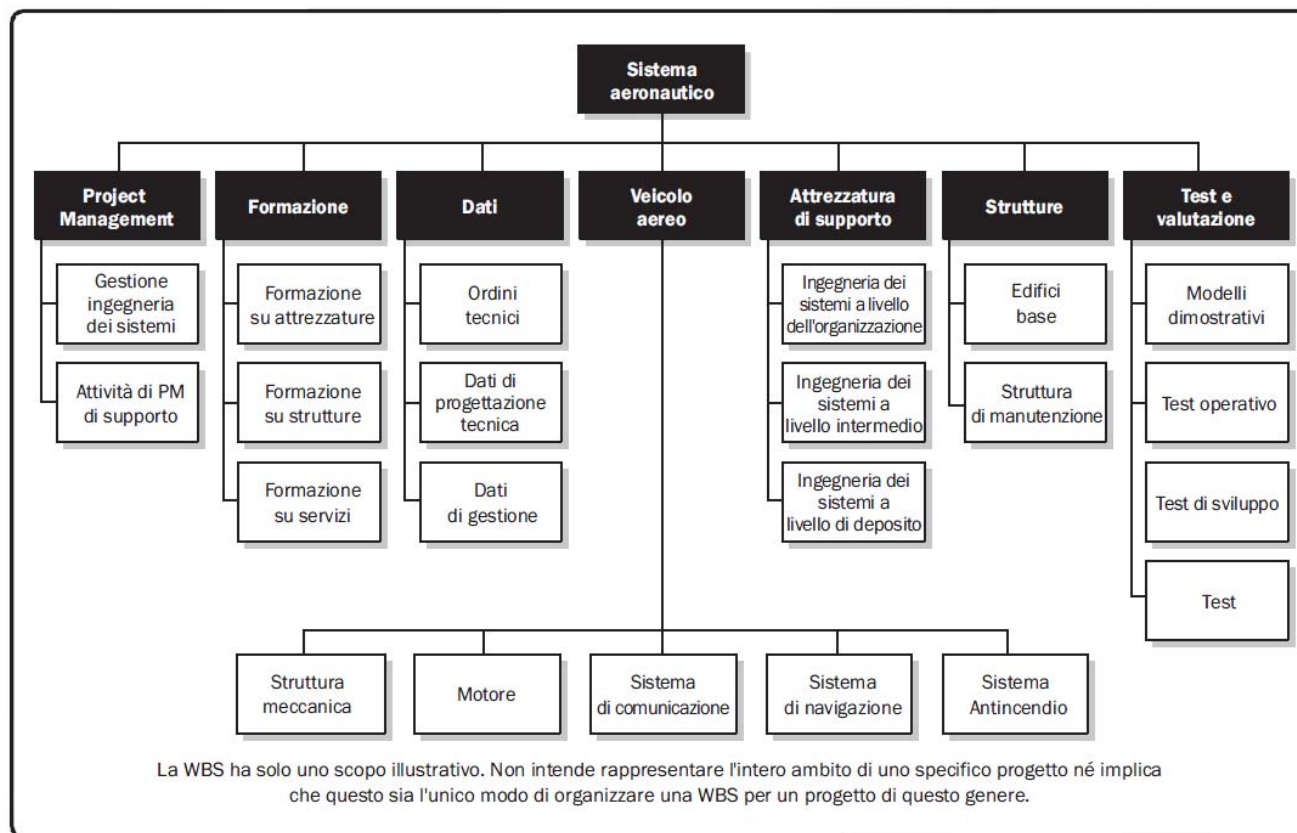 Sistema
aeronautico
Project
Management
Formazione
Dati
Veicolo
aereo
Attrezzatura
di supporto
Strutture
Test e
valutazione
Gestione
ingegneria
dei sistemi
Attività di PM
di supporto
Formazione
su attrezzature
Formazione
su strutture
Formazione
su servizi
Ordini
tecnici
Dati di
progettazione
tecnica
Dati
di gestione
Ingegneria dei
sistemi a livello
dell'organizzazione
Ingegneria dei
sistemi a
livello intermedio
Ingegneria dei
sistemi a
livello di deposito
Edifici
base
Struttura
di manutenzione
Modelli
dimostrativi
Test operativo
Test di sviluppo
Test
Struttura
meccanica
Motore
Sistema
di comunicazione
Sistema
di navigazione
Sistema
Antincendio
La WBS ha solo uno scopo illustrativo. Non intende rappresentare l'intero ambito di uno specifico progetto né implica
che questo sia l'unico modo di organizzare una WBS per un progetto di questo genere.